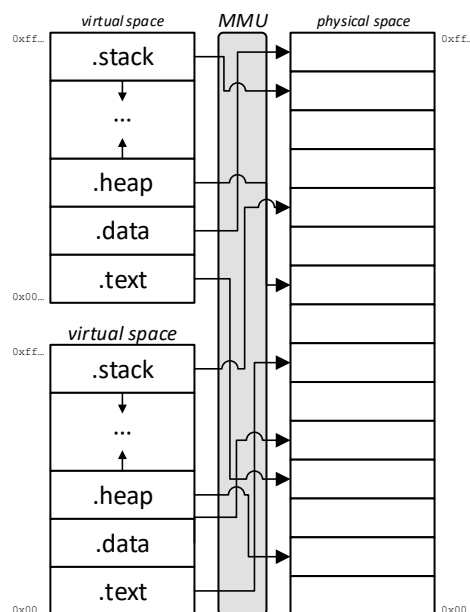 virtual space
MMU
physical space
0xff…
0xff…
.stack
...
.heap
.data
.text
0x00…
virtual space
0xff…
.stack
...
.heap
.data
.text
0x00
0x00